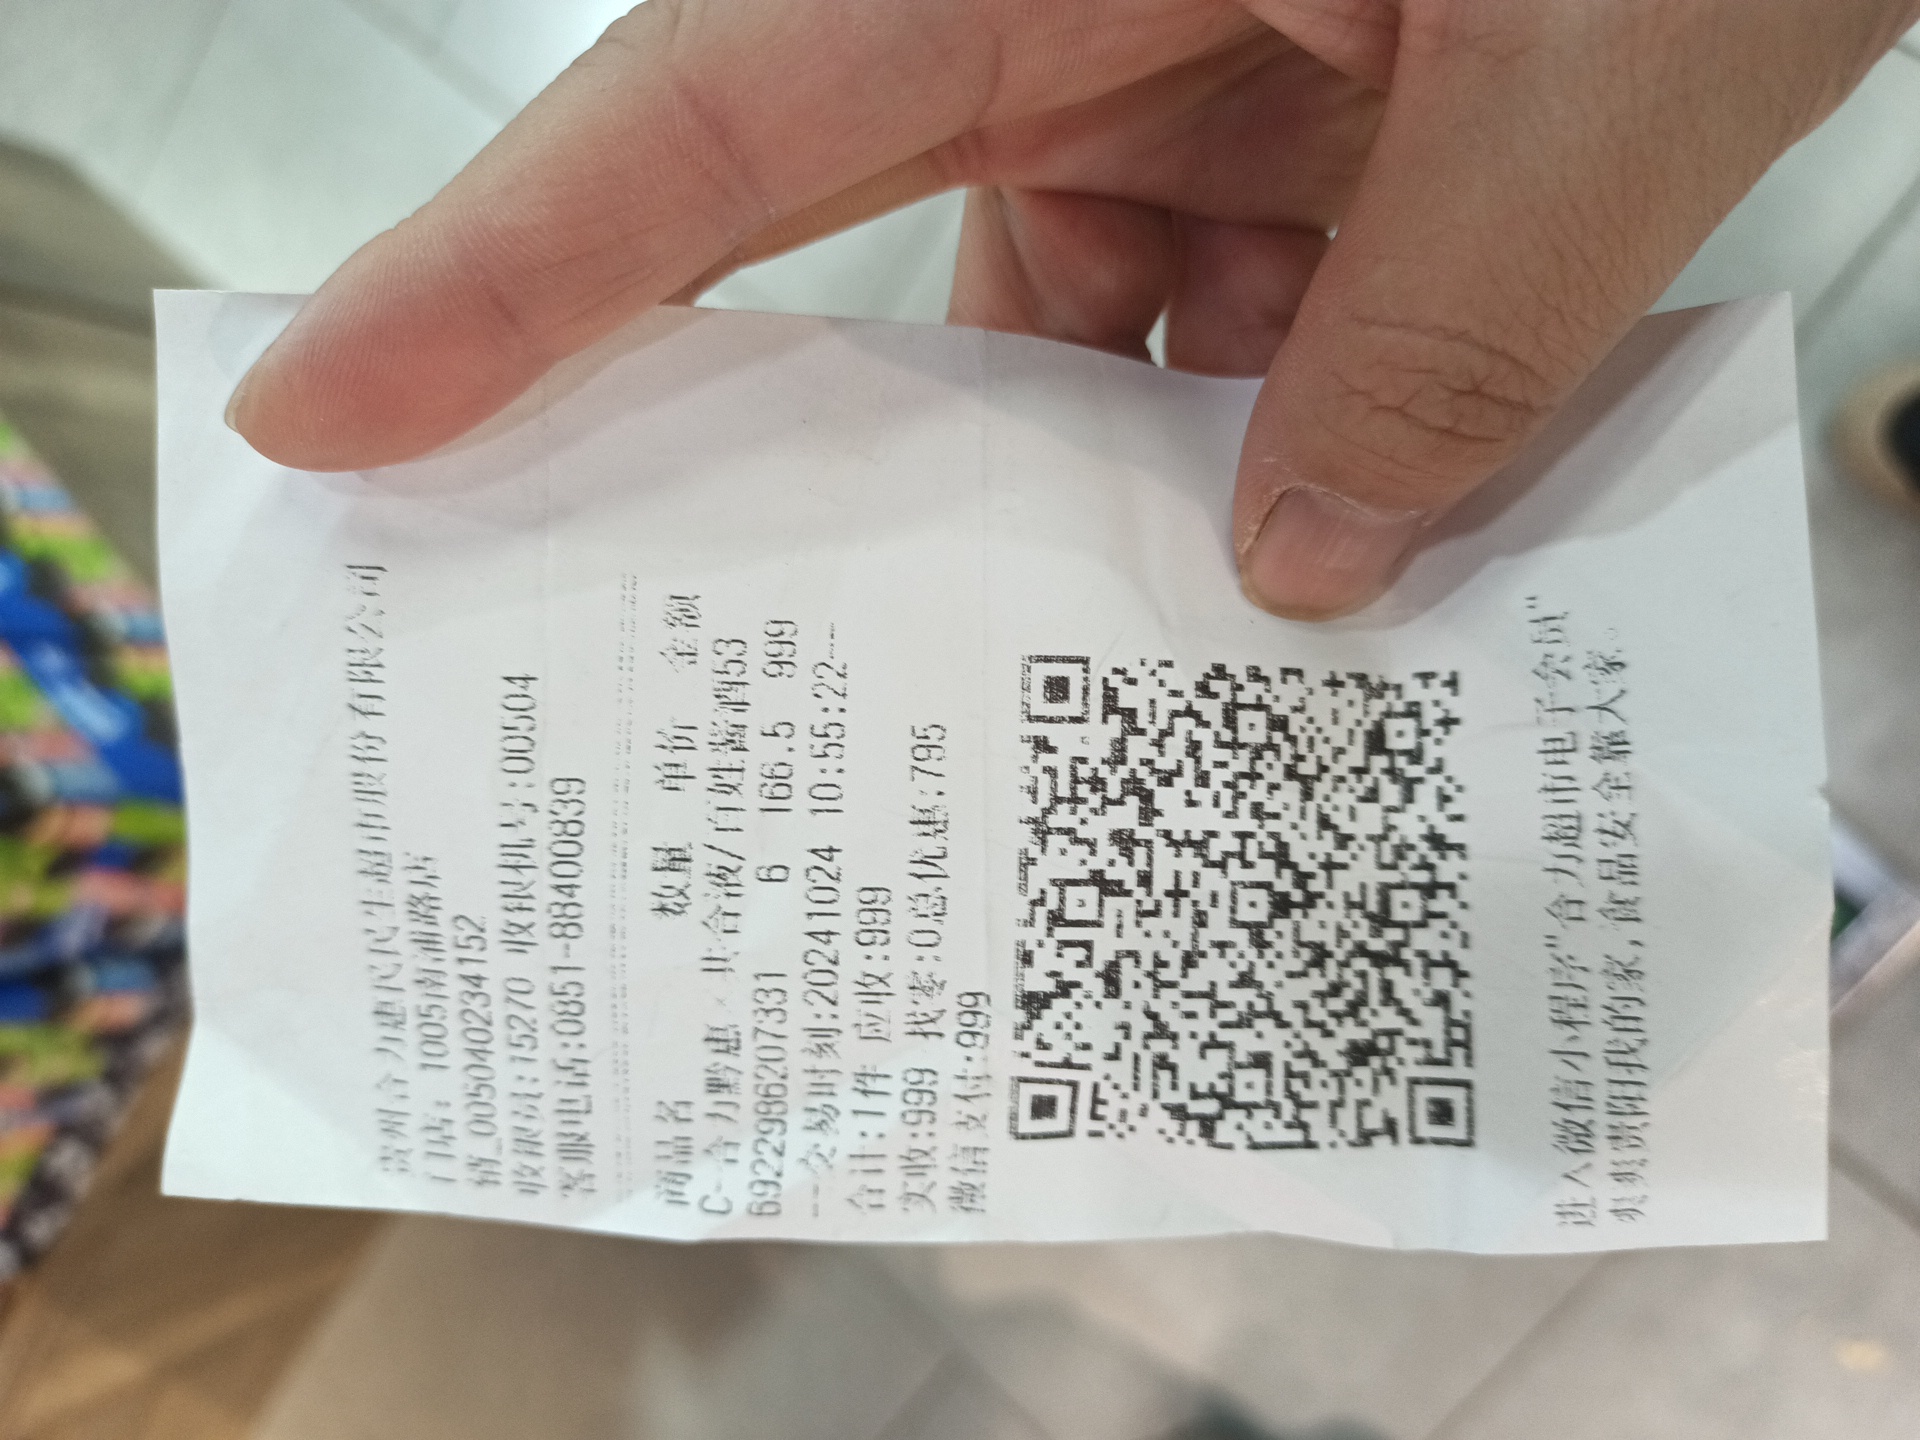 贵州合力惠民民生超市股份有限公司
门店: 1005南浦路店
销_005040234152
收银员:15270 收银机号:00504
客服电话:0851-88400839
商品名 数量 单价 金额
C-合力黔惠 共合液/百姓酱酒53
6922986207331 6 166.5 999
--交易时刻:20241024 10:55:22--
合计:1件 应收:999
实收:999 找零:0总优惠:795
微信支付:999
进入微信小程序"合力超市电子会员"
爽爽贵阳我的家,食品安全靠大家。